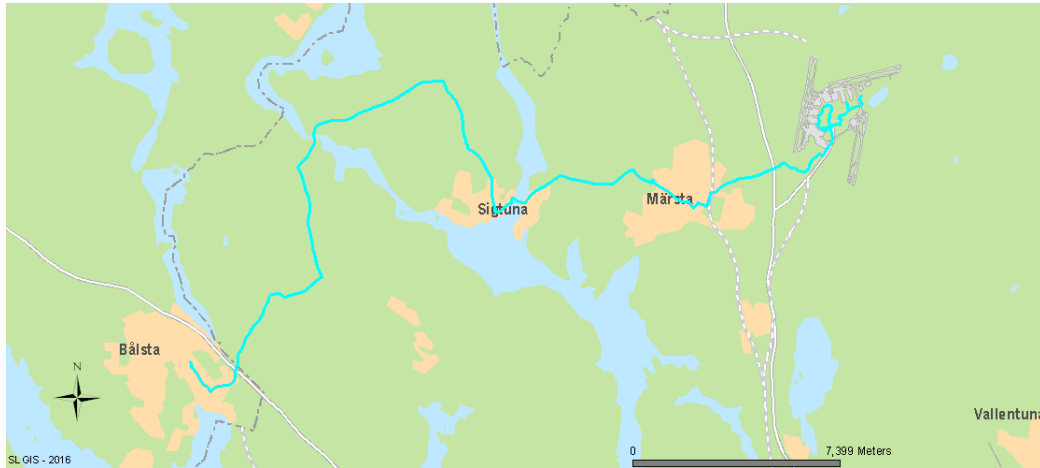 Sigtuna
Märsta
Bålsta
N
Vallentuna
SL GIS - 2016
0
7,399 Meters